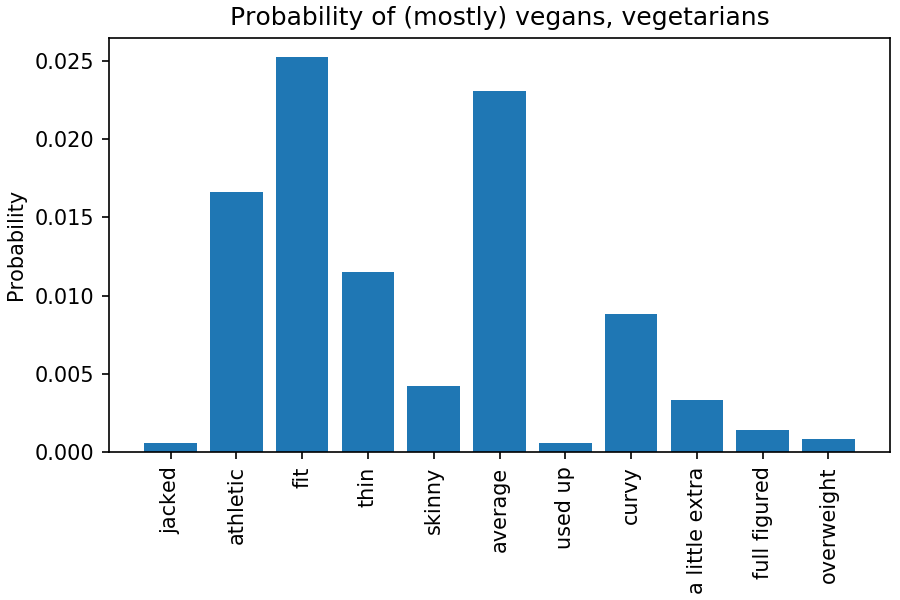 Probability of (mostly) vegans, vegetarians
Probability
0.025
0.020
0.015
0.010
0.005
0.000
jacked
athletic
fit
thin
skinny
average
used up
curvy
a little extra
full figured
overweight